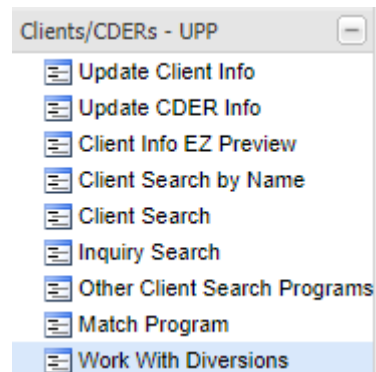 Clients/CDERs - UPP
Update Client Info
Update CDER Info
Client Info EZ Preview
Client Search by Name
Client Search
Inquiry Search
Other Client Search Programs
Match Program
Work With Diversions